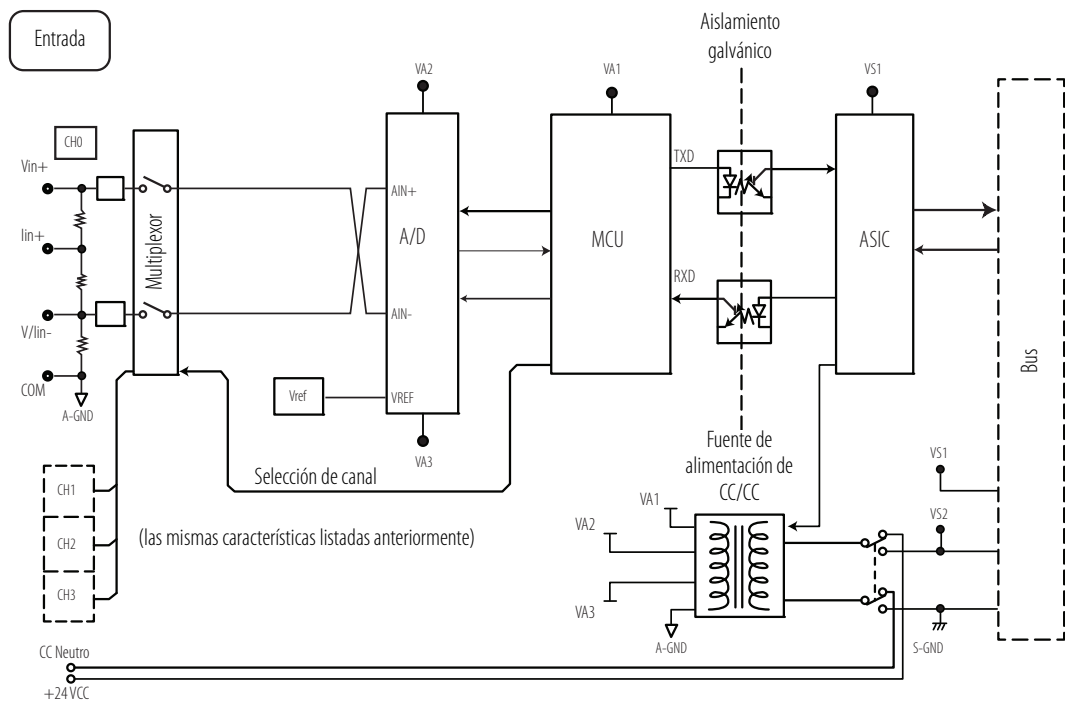 Entrada
Aislamiento
galvánico
VA2
VA1
VS1
CH0
Vin+
Iin+
V/Iin-
COM
A-GND
Multiplexor
AIN+
A/D
AIN-
VREF
Vref
VA3
MCU
TXD
RXD
ASIC
Bus
Selección de canal
Fuente de
alimentación de
CC/CC
CH1
CH2
CH3
(las mismas características listadas anteriormente)
VA1
VA2
VA3
A-GND
VS1
VS2
S-GND
CC Neutro
+24 VCC